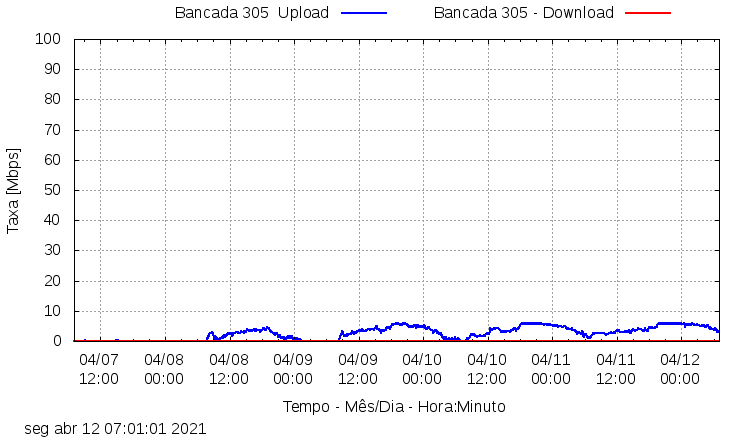 Bancada 305 Upload
Bancada 305 - Download
Taxa [Mbps]
100
90
80
70
60
50
40
30
20
10
0
04/07 04/08 04/08 04/09 04/09 04/10 04/10 04/11 04/11 04/12
12:00 00:00 12:00 00:00 12:00 00:00 12:00 00:00 12:00 00:00
Tempo - Mês/Dia - Hora:Minuto
seg abr 12 07:01:01 2021